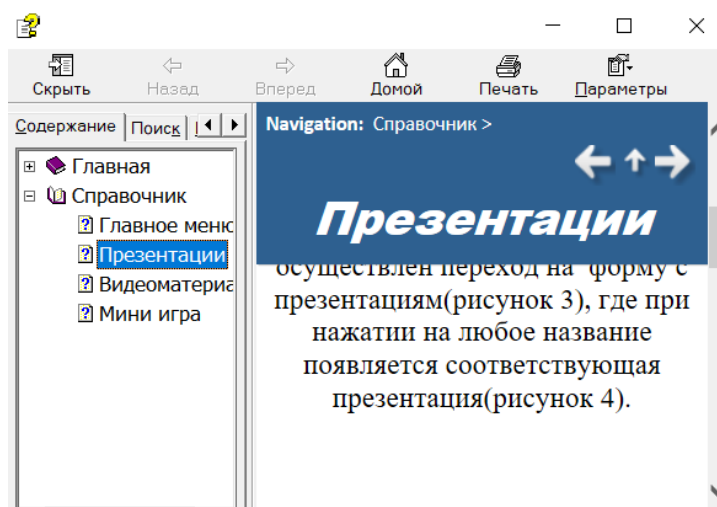 Скрыть Назад Вперед Домой Печать Параметры
Содержание Поиск
Navigation: Справочник >
Презентации
Главная
Справочник
Главное меню
Презентации
Видеоматериа
Мини игра
осуществлен переход на форму с
презентациям(рисунок 3), где при
нажатии на любое название
появляется соответствующая
презентация(рисунок 4).